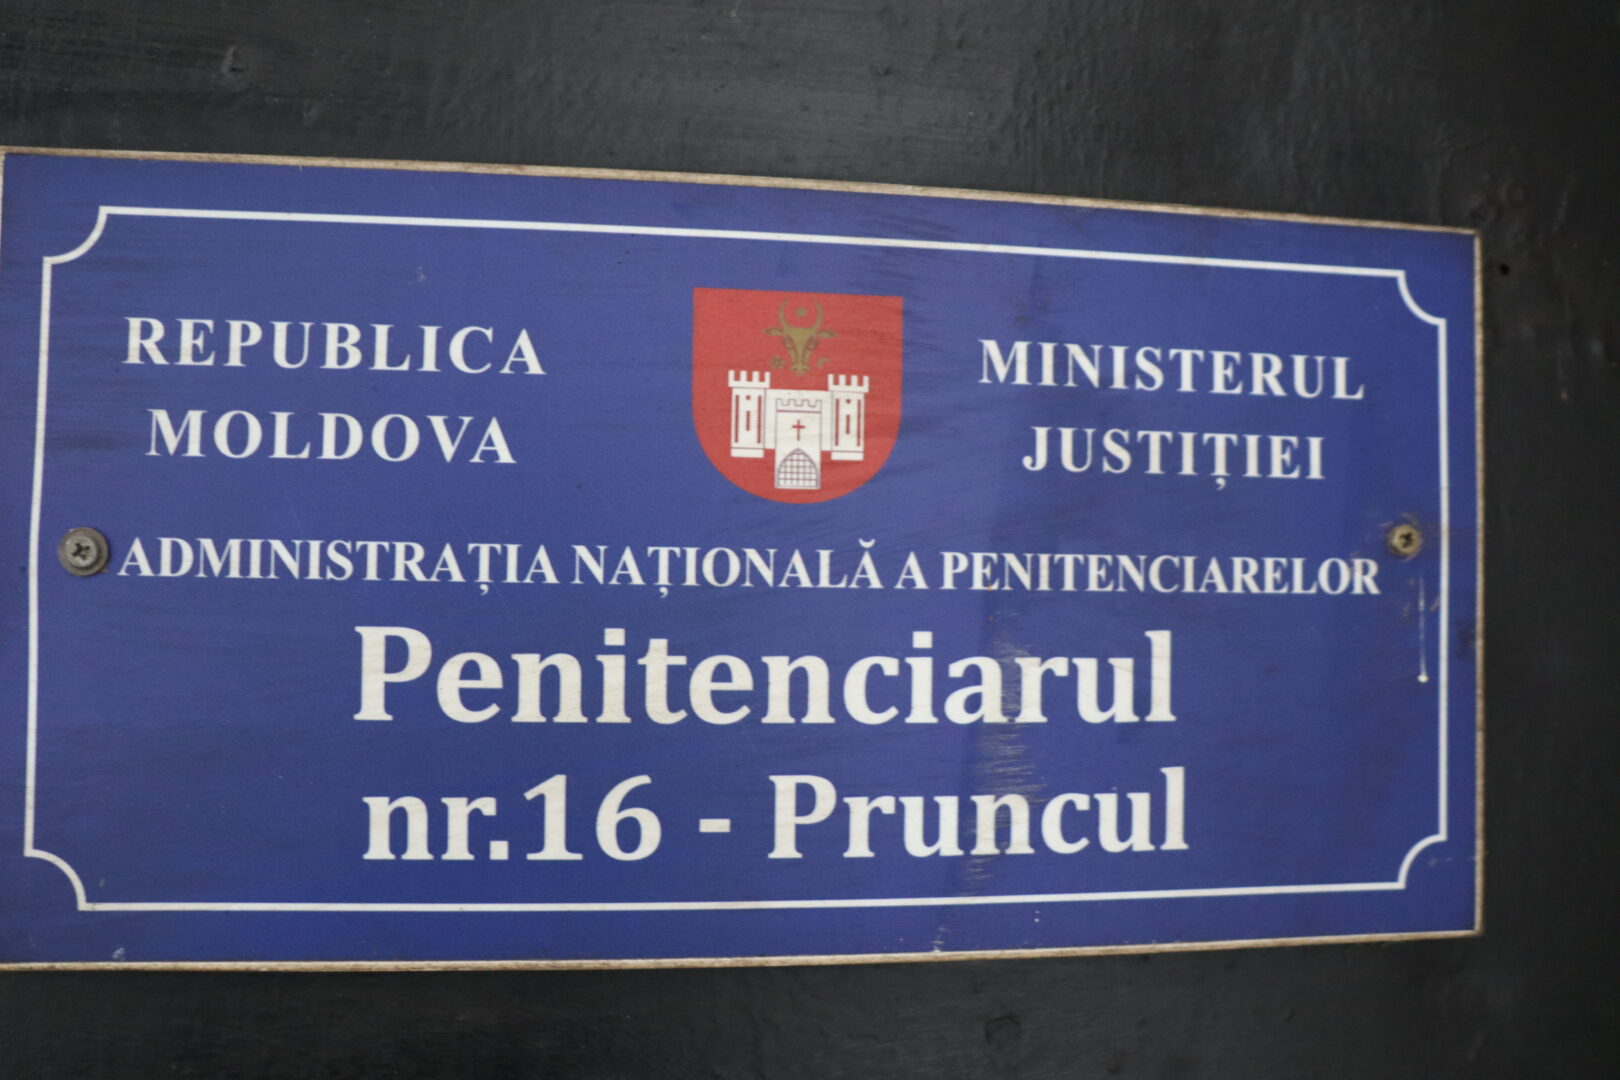 REPUBLICA
MOLDOVA
MINISTERUL
JUSTIȚIEI
ADMINISTRAȚIA NAȚIONALĂ A PENITENCIARELOR
Penitenciarul
nr.16 - Pruncul